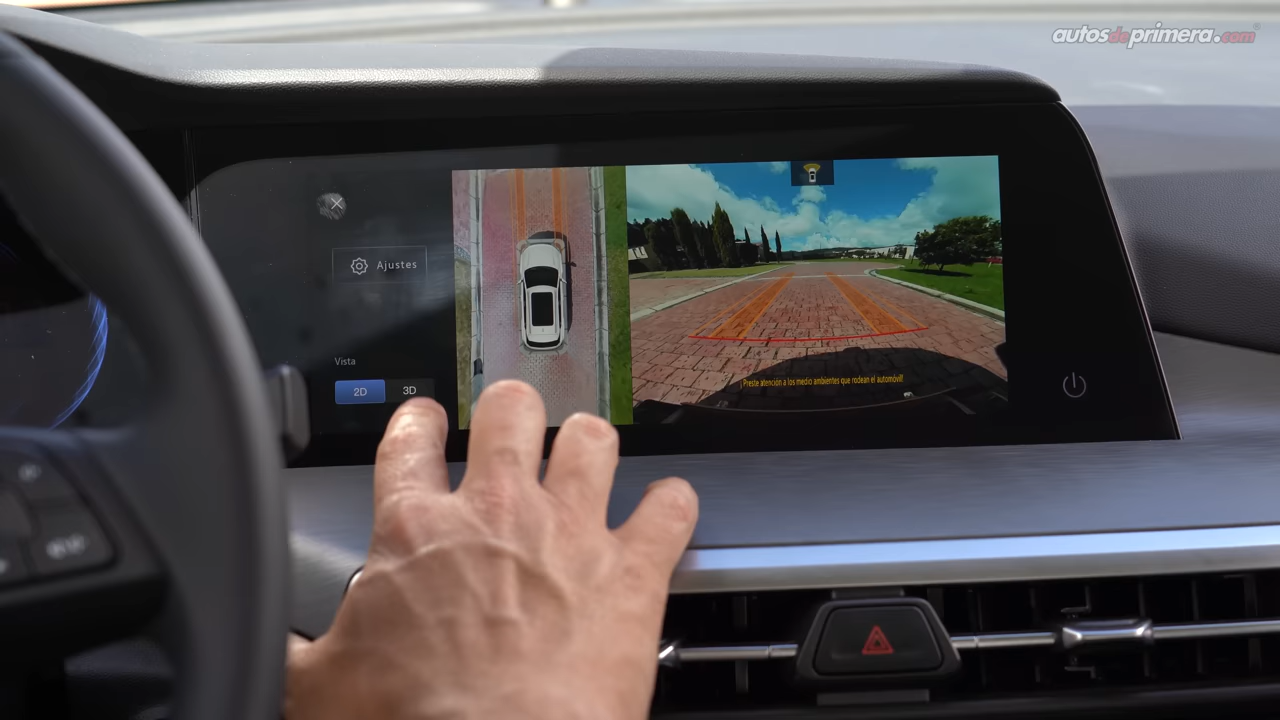 autosdeprimera.com
Ajustes
Vista
2D 3D
Preste atención a los medio ambientes que rodean el automóvil!